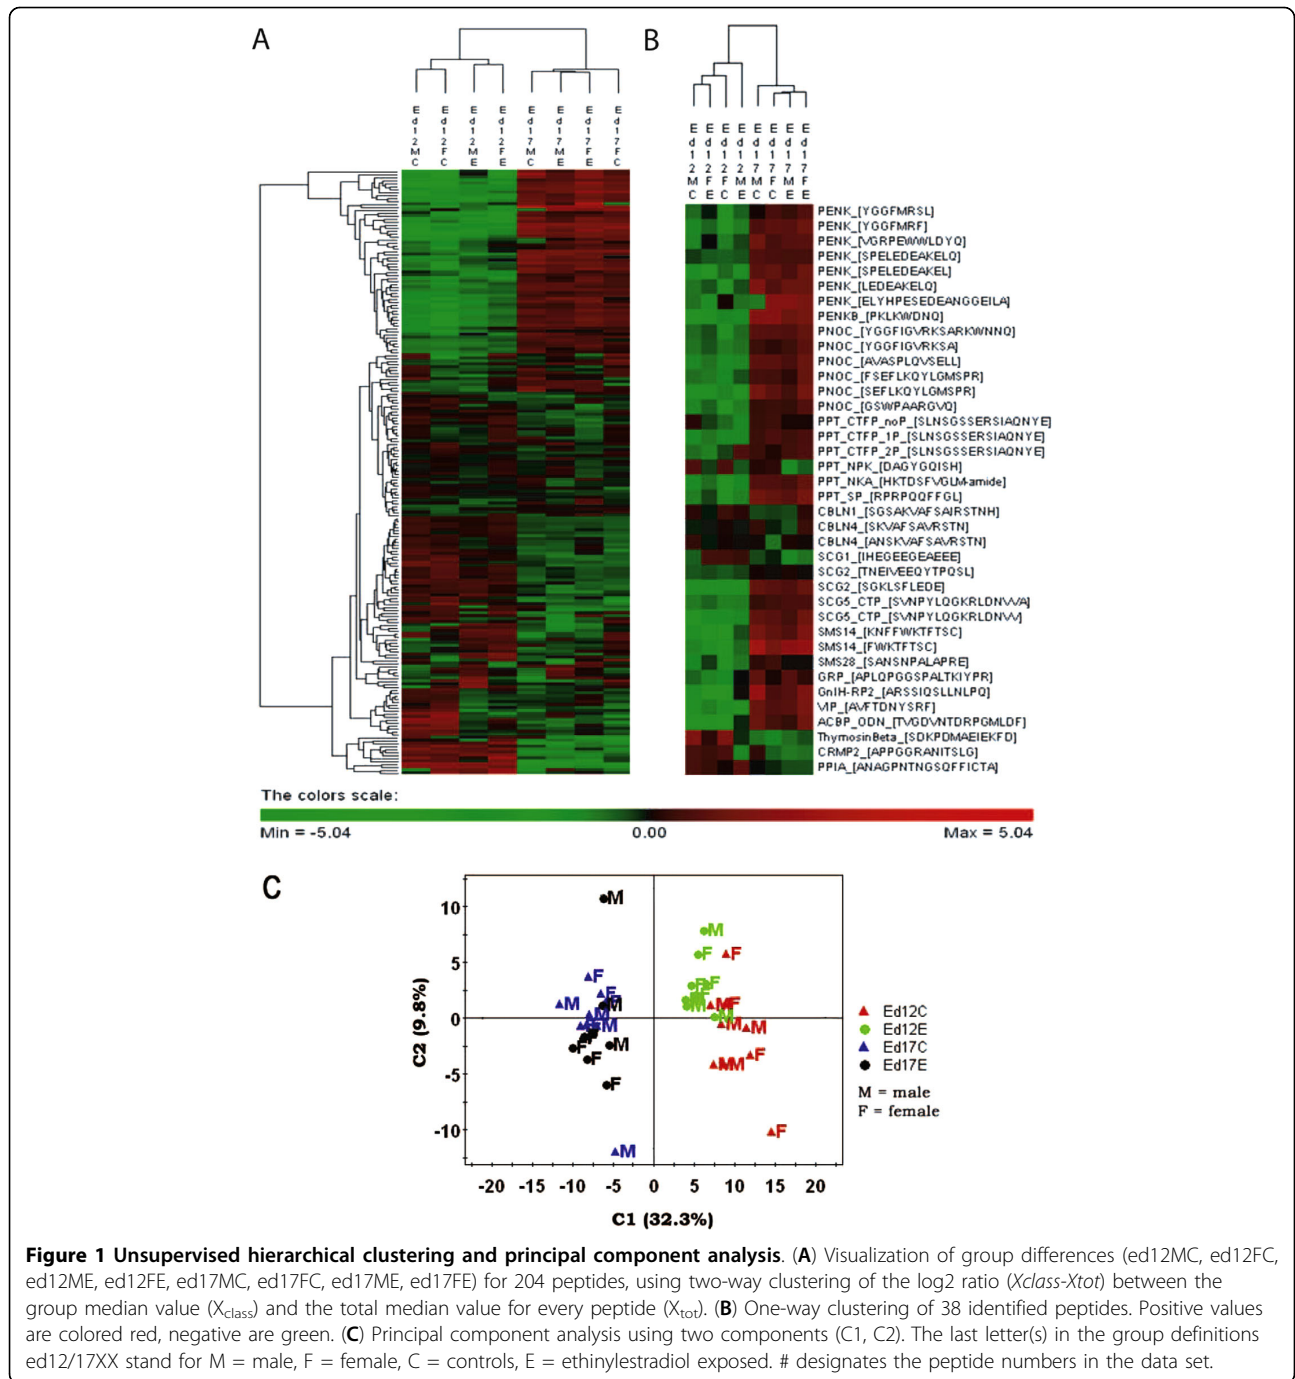 A
B
Ed12MC Ed12FC Ed12ME Ed12FE Ed17MC Ed17ME Ed17FE Ed17FC
Ed12MC Ed12FE Ed12FC Ed12ME Ed17MC Ed17FC Ed17ME Ed17FE
PENK_[YGGFMRSL]
PENK_[YGGFMRF]
PENK_[VGRPEWWLDYQ]
PENK_[SPELEDEAKELQ]
PENK_[SPELEDEAKEL]
PENK_[LEDEAKELQ]
PENK_[ELYHPESEDEANGGEILA]
PENKB_[PKLKWDNQ]
PNOC_[YGGFIGVRKSARKWNNQ]
PNOC_[YGGFIGVRKSA]
PNOC_[AVASPLQVSELL]
PNOC_[FSEFLKQYLGMSPR]
PNOC_[SEFLKQYLGMSPR]
PNOC_[GSWPAARGVQ]
PPT_CTFP_noP_[SLNSGSSERSIAQNYE]
PPT_CTFP_1P_[SLNSGSSERSIAQNYE]
PPT_CTFP_2P_[SLNSGSSERSIAQNYE]
PPT_NPK_[DAGYGQISH]
PPT_NKA_[HKTDSFVGLM-amide]
PPT_SP_[RPRPQQFFGL]
CBLN1_[SGSAKVAFSAIRSTNH]
CBLN4_[SKVAFSAVRSTN]
CBLN4_[ANSKVAFSAVRSTN]
SCG1_[IHEGEEGEAEEE]
SCG2_[TNEIVEEQYTPQSL]
SCG2_[SGKLSFLEDE]
SCG5_CTP_[SVNPYLQGKRLDNVVA]
SCG5_CTP_[SVNPYLQGKRLDNVV]
SMS14_[KNFFWKTFTSC]
SMS14_[FWKTFTSC]
SMS28_[SANSNPALAPRE]
GRP_[APLQPGGSPALTKIYPR]
GnIH-RP2_[ARSSIQSLLNLPQ]
VIP_[AVFTDNYSRF]
ACBP_ODN_[TVGDVNTDRPGMLDF]
ThymosinBeta_[SDKPDMAEIEKFD]
CRMP2_[APPGGRANITSLG]
PPIA_[ANAGPNTNGSQFFICTA]
The colors scale:
Min = -5.04 0.00 Max = 5.04
C
10
5
0
-5
-10
C2 (9.8%)
-20 -15 -10 -5 0 5 10 15 20
C1 (32.3%)
Ed12C
Ed12E
Ed17C
Ed17E
M = male
F = female
Figure 1 Unsupervised hierarchical clustering and principal component analysis. (A) Visualization of group differences (ed12MC, ed12FC,
ed12ME, ed12FE, ed17MC, ed17FC, ed17ME, ed17FE) for 204 peptides, using two-way clustering of the log2 ratio (Xclass-Xtot) between the
group median value (Xclass) and the total median value for every peptide (Xtot). (B) One-way clustering of 38 identified peptides. Positive values
are colored red, negative are green. (C) Principal component analysis using two components (C1, C2). The last letter(s) in the group definitions
ed12/17XX stand for M = male, F = female, C = controls, E = ethinylestradiol exposed. # designates the peptide numbers in the data set.